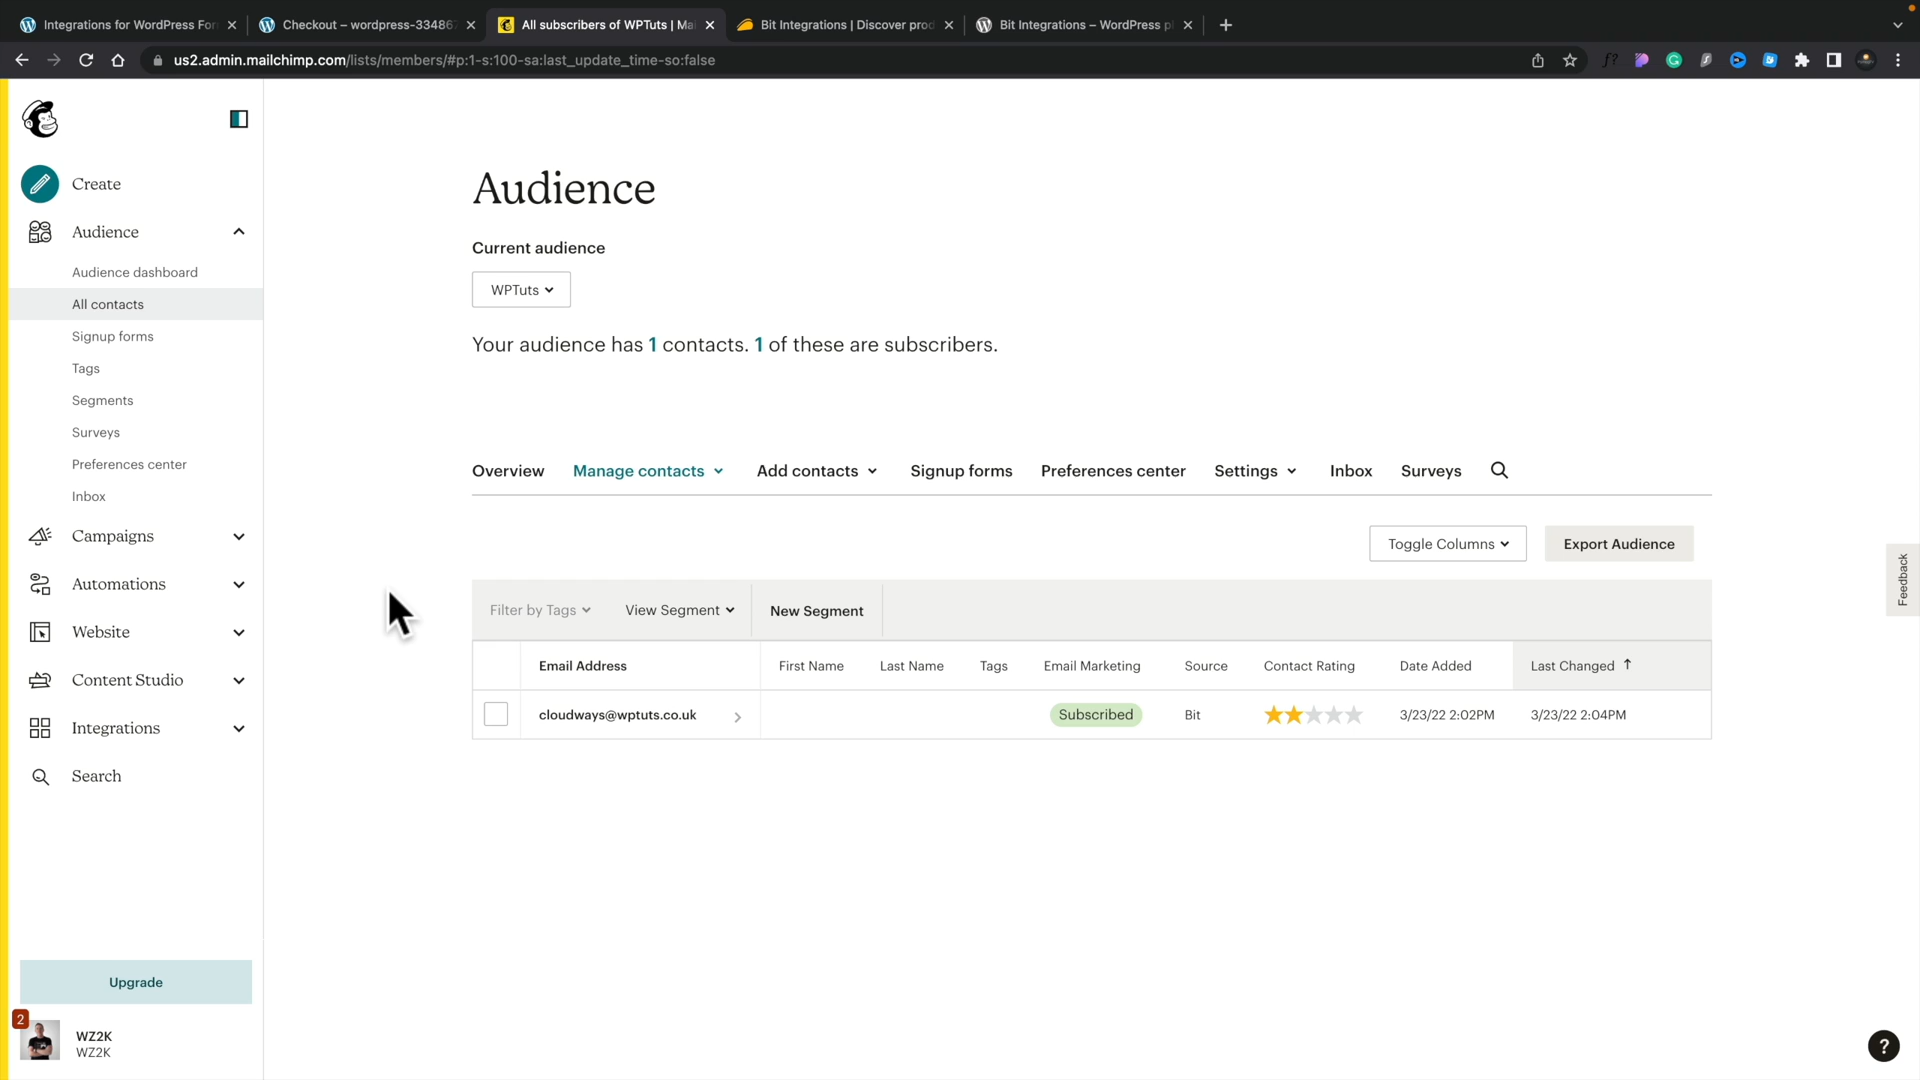 Integrations for WordPress For
Checkout – wordpress-334867
All subscribers of WPTuts | Mai
Bit Integrations | Discover prod
Bit Integrations – WordPress pl
us2.admin.mailchimp.com/lists/members/#p:1-s:100-sa:last_update_time-so:false
Create
Audience
Audience dashboard
All contacts
Signup forms
Tags
Segments
Surveys
Preferences center
Inbox
Campaigns
Automations
Website
Content Studio
Integrations
Search
Upgrade
2
WZ2K
WZ2K
Audience
Current audience
WPTuts
Your audience has 1 contacts. 1 of these are subscribers.
Overview Manage contacts Add contacts Signup forms Preferences center Settings Inbox Surveys
Toggle Columns Export Audience
Filter by Tags View Segment New Segment
Email Address First Name Last Name Tags Email Marketing Source Contact Rating Date Added Last Changed
cloudways@wptuts.co.uk Subscribed Bit 3/23/22 2:02PM 3/23/22 2:04PM
Feedback
?